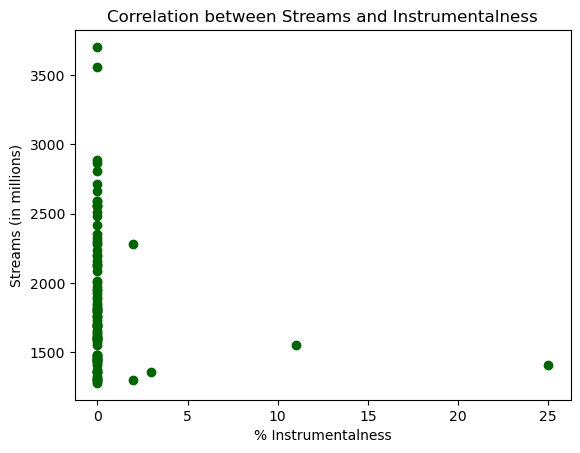 Correlation between Streams and Instrumentalness
3500
3000
2500
2000
1500
Streams (in millions)
0 5 10 15 20 25
% Instrumentalness